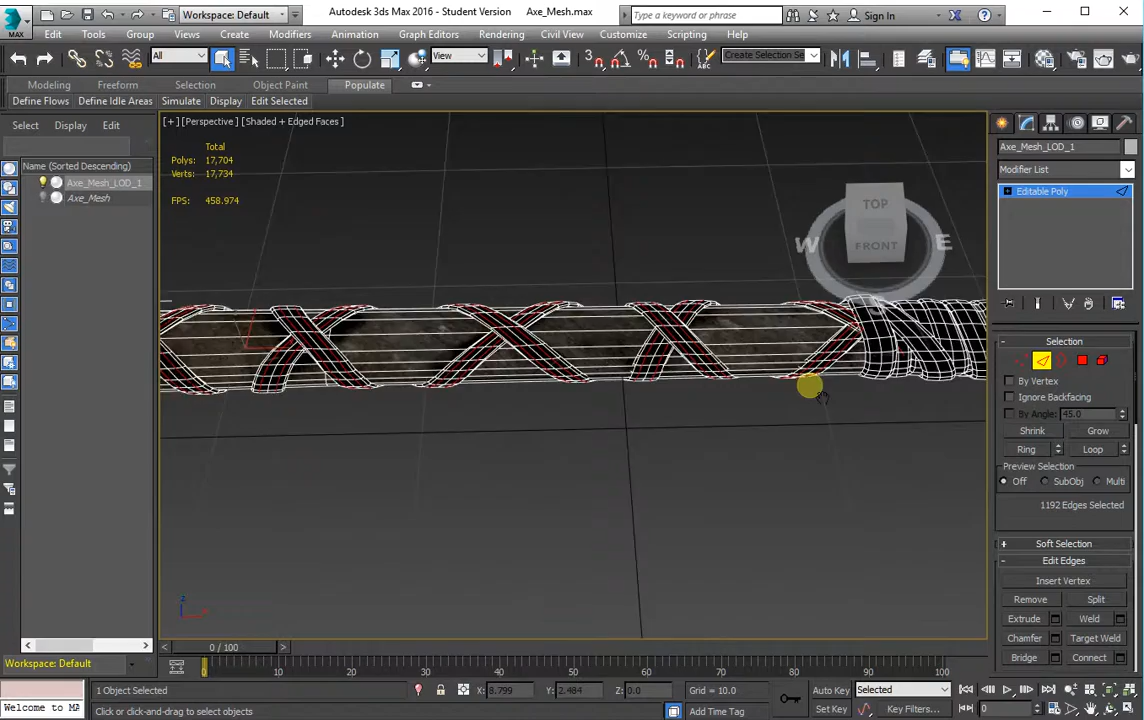 MAX
Workspace: Default
Autodesk 3ds Max 2016 - Student Version Axe_Mesh.max
Type a keyword or phrase
Sign In
Edit Tools Group Views Create Modifiers Animation Graph Editors Rendering Civil View Customize Scripting Help
All
View
3
Create Selection Se
Modeling Freeform Selection Object Paint Populate
Define Flows Define Idle Areas Simulate Display Edit Selected
Select Display Edit
Name (Sorted Descending)
Axe_Mesh_LOD_1
Axe_Mesh
[+] [Perspective] [Shaded + Edged Faces]
Total
Polys: 17,704
Verts: 17,734
FPS: 458.974
TOP
FRONT
W
E
Axe_Mesh_LOD_1
Modifier List
Editable Poly
Selection
By Vertex
Ignore Backfacing
By Angle: 45.0
Shrink Grow
Ring Loop
Preview Selection
Off SubObj Multi
1192 Edges Selected
Soft Selection
Edit Edges
Insert Vertex
Remove Split
Extrude Weld
Chamfer Target Weld
Bridge Connect
z
0 / 100
Workspace: Default
0 10 20 30 40 50 60 70 80 90 100
1 Object Selected
X: 8.799 Y: 2.484 Z: 0.0
Grid = 10.0
Auto Key Selected
Welcome to MA
Click or click-and-drag to select objects
Add Time Tag
Set Key Key Filters...
0